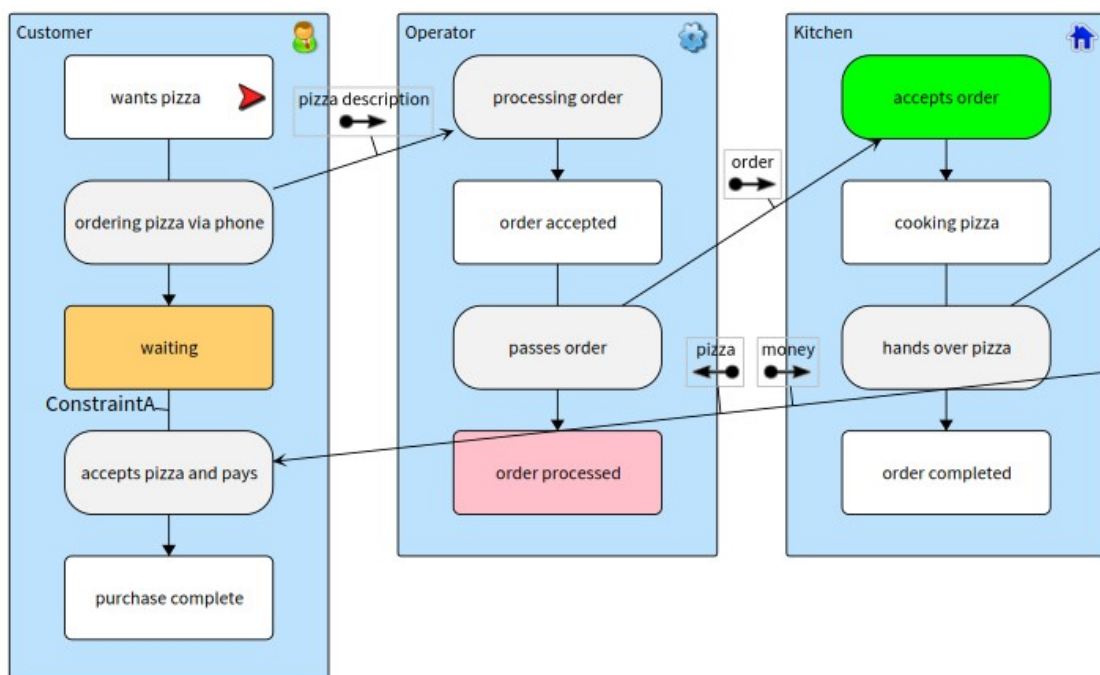 Customer
wants pizza
ordering pizza via phone
waiting
ConstraintA
accepts pizza and pays
purchase complete
pizza description
Operator
processing order
order accepted
passes order
order processed
order
pizza
money
Kitchen
accepts order
cooking pizza
hands over pizza
order completed